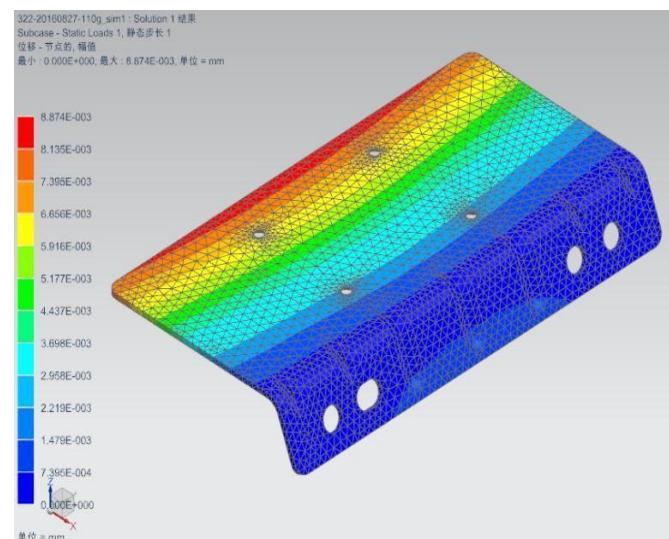 322-20160827-110g_sim1 : Solution 1 结果
Subcase - Static Loads 1, 静态步长 1
位移 - 节点的, 幅值
最小 : 0.000E+000, 最大 : 8.874E-003, 单位 = mm
8.874E-003
8.135E-003
7.395E-003
6.656E-003
5.916E-003
5.177E-003
4.437E-003
3.698E-003
2.958E-003
2.219E-003
1.479E-003
7.395E-004
0.000E+000
Z
Y
X
单位 = mm